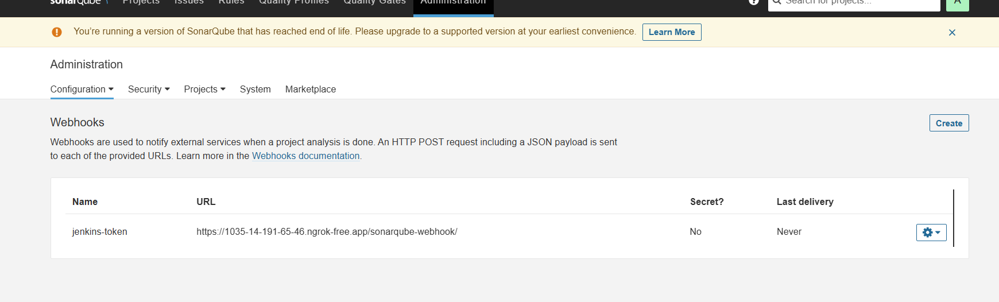 sonarqube Projects Issues Rules Quality Profiles Quality Gates Administration Search for projects... A
You’re running a version of SonarQube that has reached end of life. Please upgrade to a supported version at your earliest convenience. Learn More
Administration
Configuration Security Projects System Marketplace
Webhooks
Create
Webhooks are used to notify external services when a project analysis is done. An HTTP POST request including a JSON payload is sent
to each of the provided URLs. Learn more in the Webhooks documentation.
Name URL Secret? Last delivery
jenkins-token https://1035-14-191-65-46.ngrok-free.app/sonarqube-webhook/ No Never